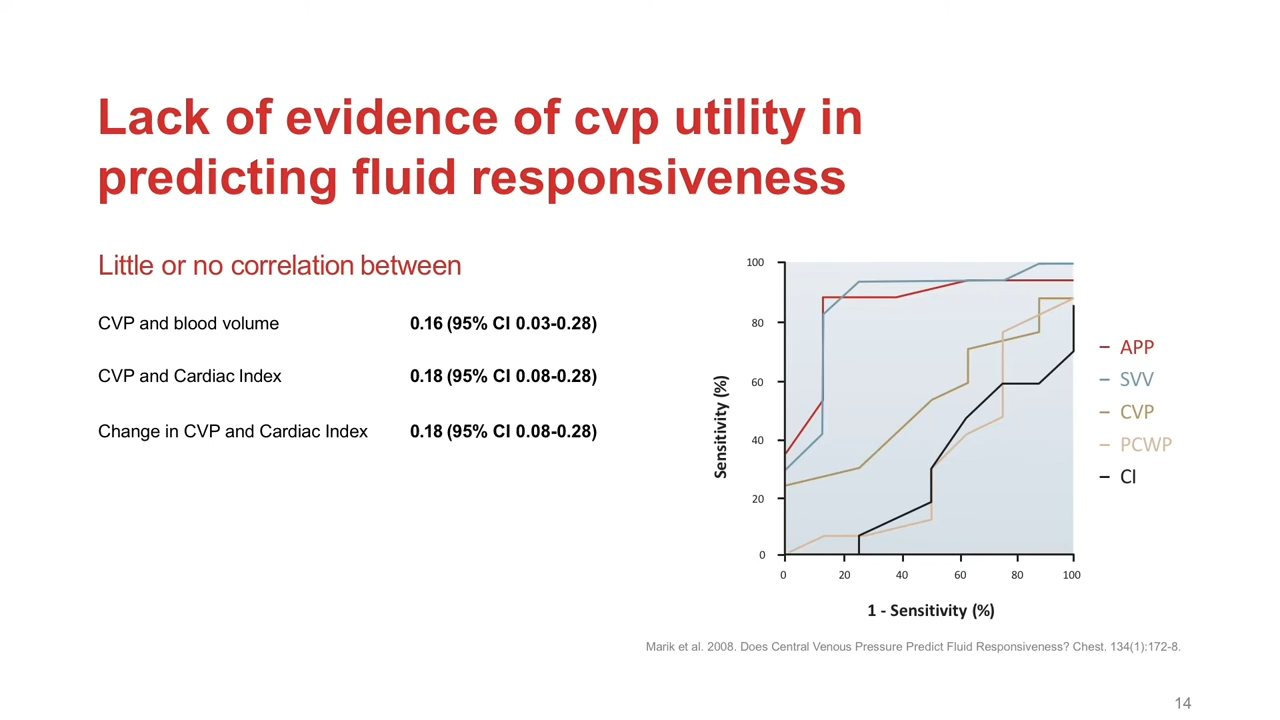 Lack of evidence of cvp utility in
predicting fluid responsiveness
Little or no correlation between
CVP and blood volume 0.16 (95% CI 0.03-0.28)
CVP and Cardiac Index 0.18 (95% CI 0.08-0.28)
Change in CVP and Cardiac Index 0.18 (95% CI 0.08-0.28)
Sensitivity (%)
100
80
60
40
20
0
0 20 40 60 80 100
1 - Sensitivity (%)
APP
SVV
CVP
PCWP
CI
Marik et al. 2008. Does Central Venous Pressure Predict Fluid Responsiveness? Chest. 134(1):172-8.
14